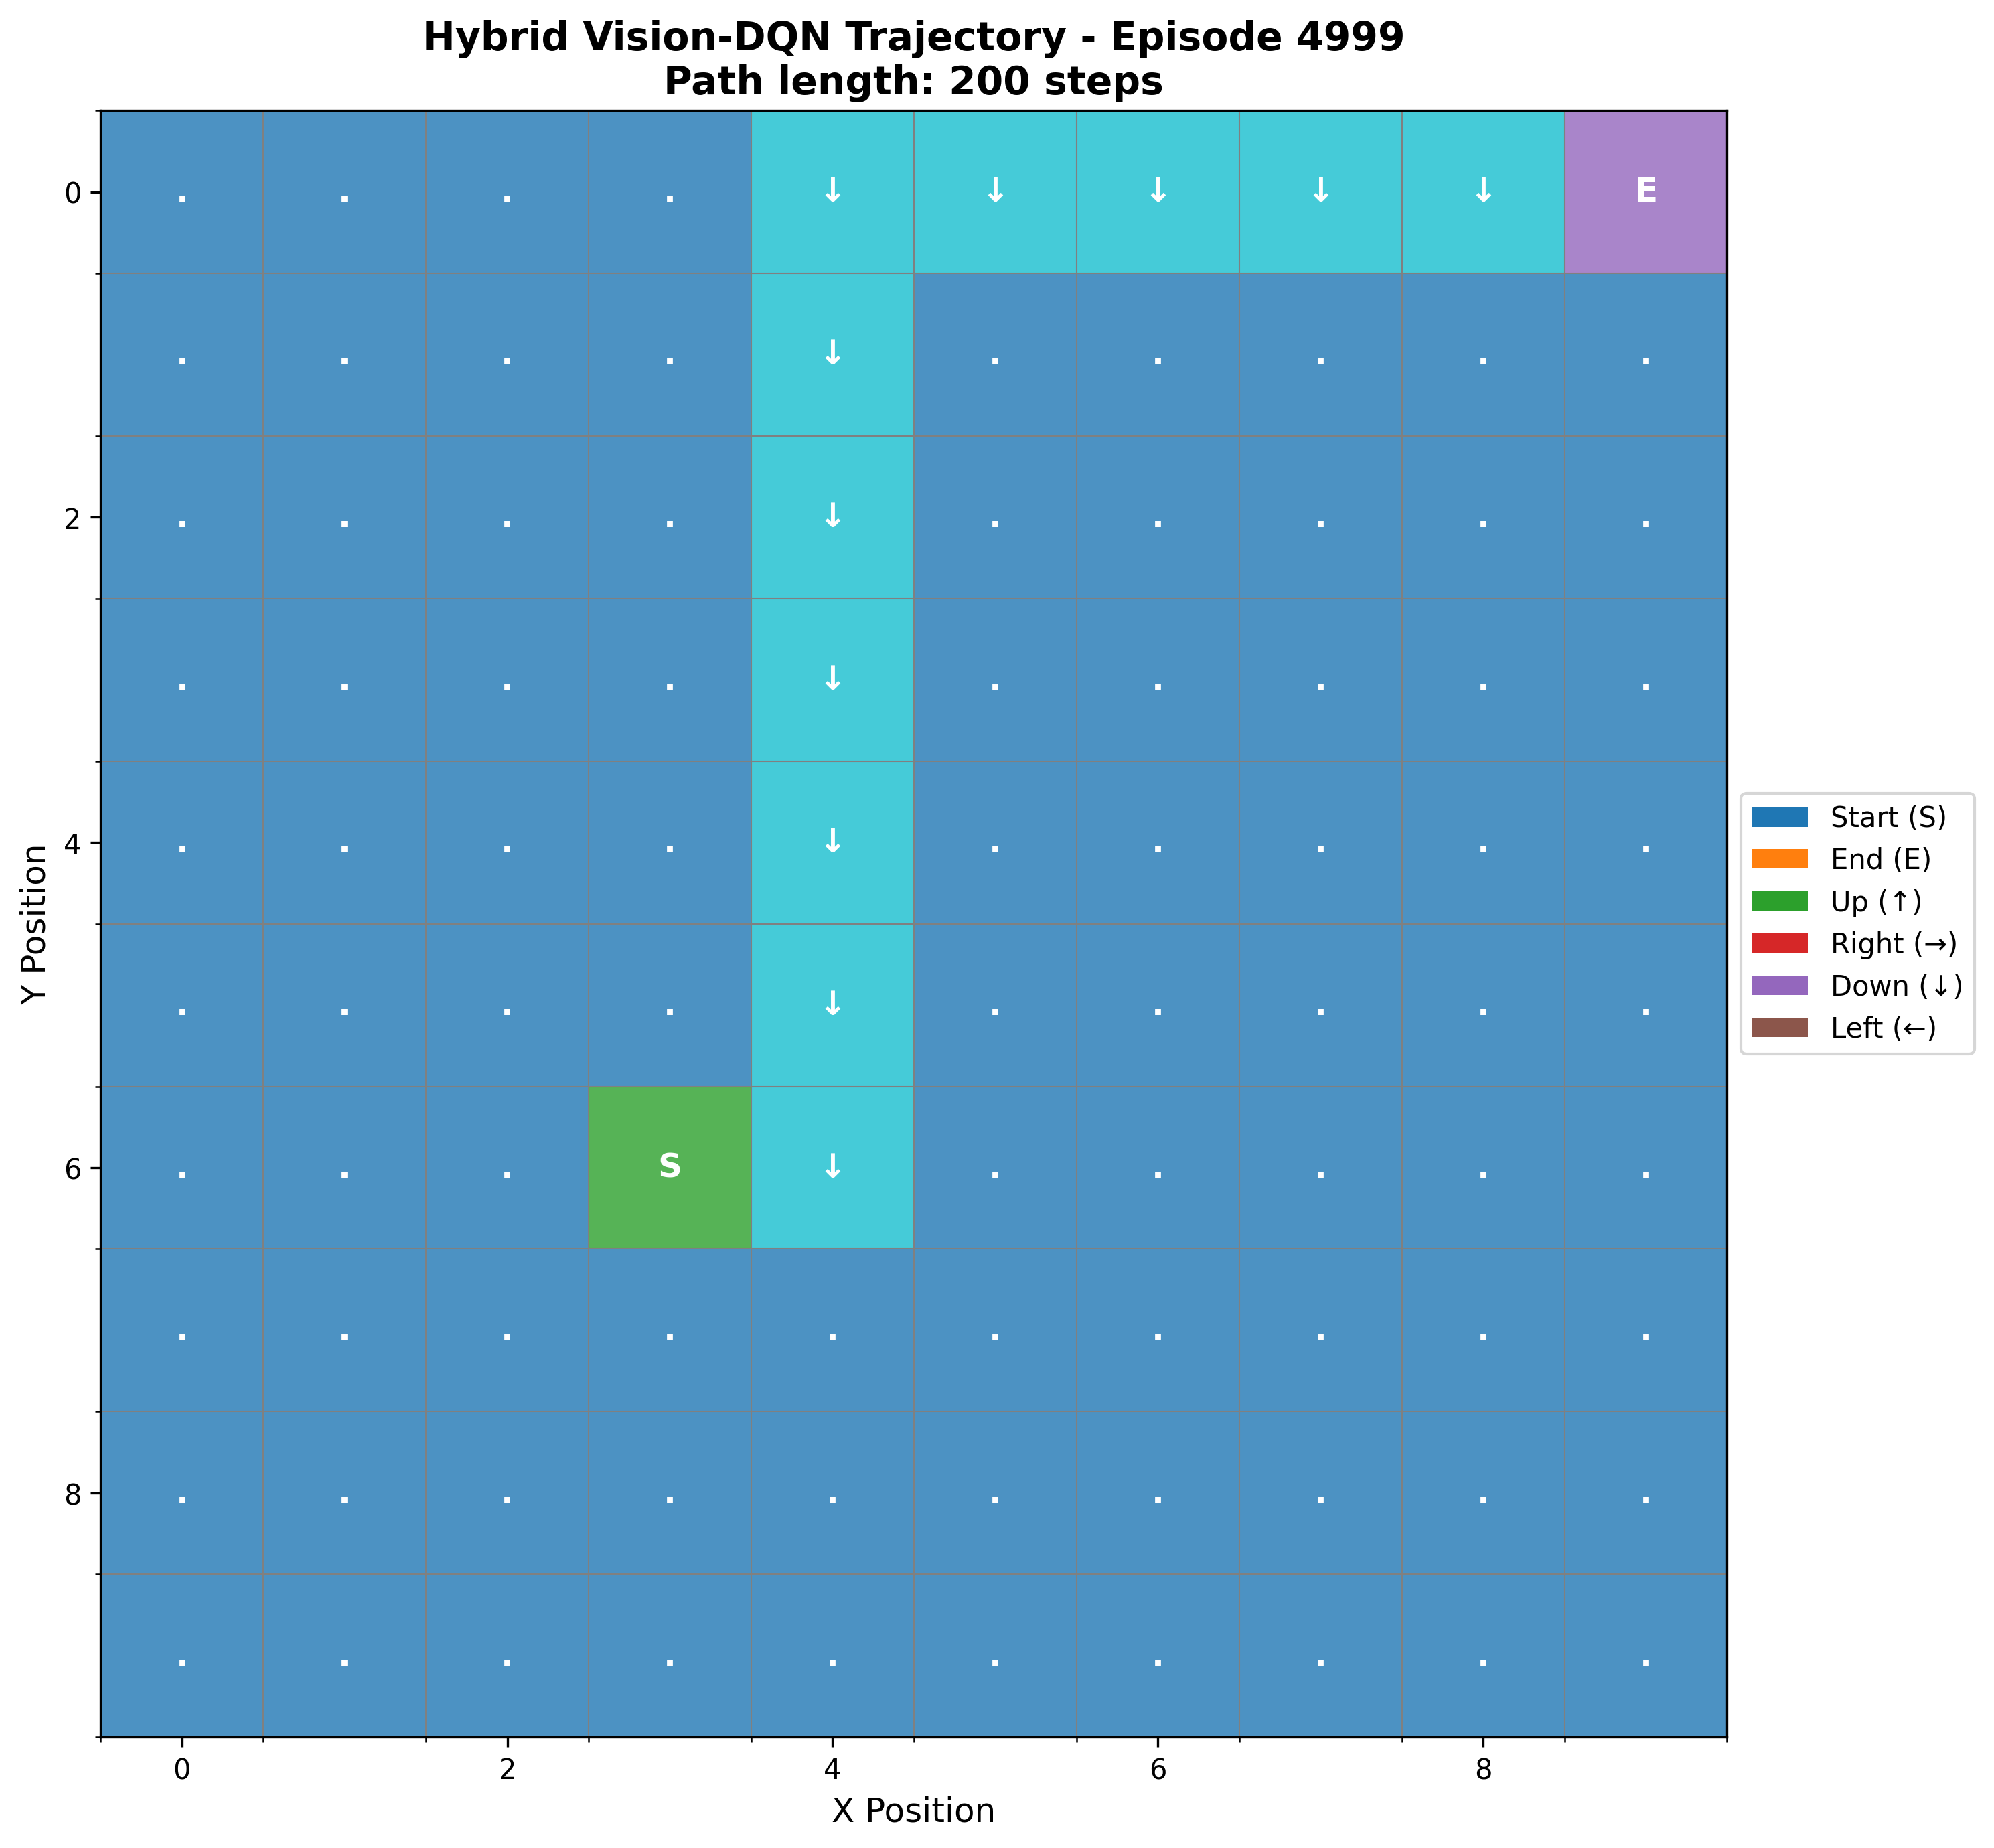 Hybrid Vision-DQN Trajectory - Episode 4999
Path length: 200 steps
0 . . . . ↓ ↓ ↓ ↓ ↓ E
. . . . ↓ . . . . .
2 . . . . ↓ . . . . .
. . . . ↓ . . . . .
4 . . . . ↓ . . . . .
. . . . ↓ . . . . .
6 . . . S ↓ . . . . .
. . . . . . . . . .
8 . . . . . . . . . .
. . . . . . . . . .
0 2 4 6 8
X Position
Y Position
Start (S)
End (E)
Up (↑)
Right (→)
Down (↓)
Left (←)